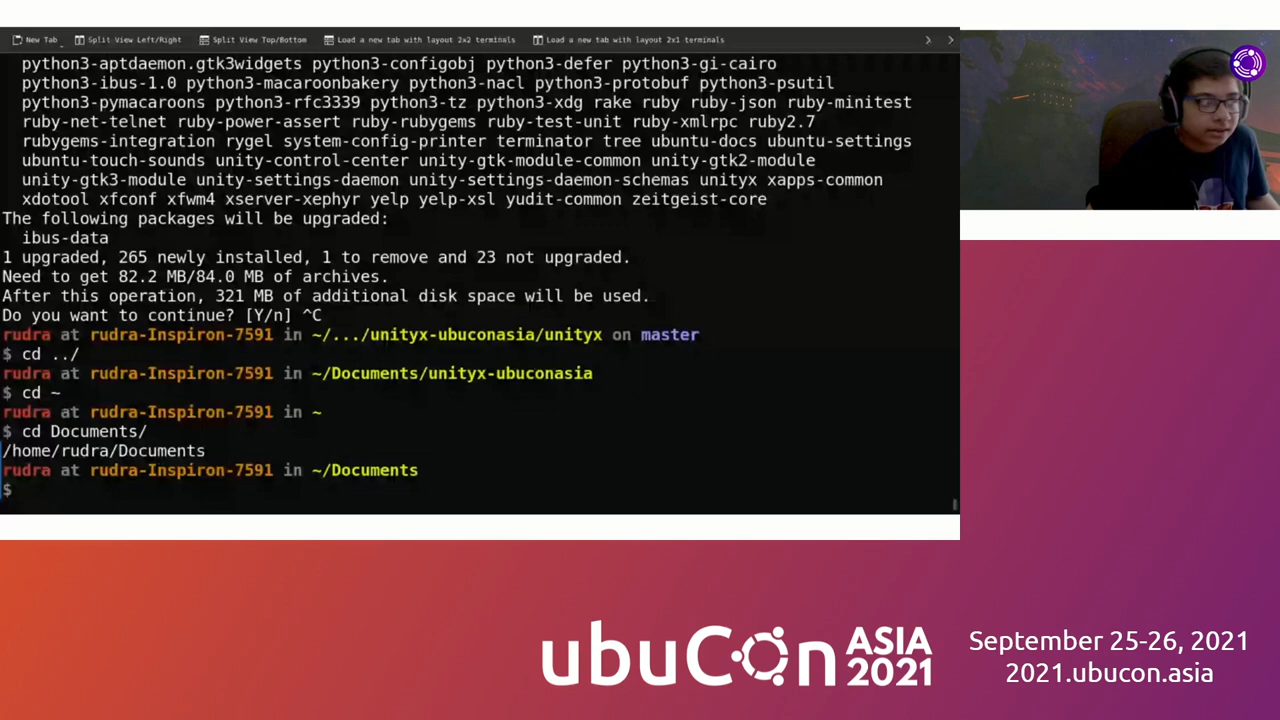 New Tab Split View Left/Right Split View Top/Bottom Load a new tab with layout 2x2 terminals Load a new tab with layout 2x1 terminals
python3-aptdaemon.gtk3widgets python3-configobj python3-defer python3-gi-cairo
python3-ibus-1.0 python3-macaroonbakery python3-nacl python3-protobuf python3-psutil
python3-pymacaroons python3-rfc3339 python3-tz python3-xdg rake ruby ruby-json ruby-minitest
ruby-net-telnet ruby-power-assert ruby-rubygems ruby-test-unit ruby-xmlrpc ruby2.7
rubygems-integration rygel system-config-printer terminator tree ubuntu-docs ubuntu-settings
ubuntu-touch-sounds unity-control-center unity-gtk-module-common unity-gtk2-module
unity-gtk3-module unity-settings-daemon unity-settings-daemon-schemas unityx xapps-common
xdotool xfconf xfwm4 xserver-xephyr yelp yelp-xsl yudit-common zeitgeist-core
The following packages will be upgraded:
ibus-data
1 upgraded, 265 newly installed, 1 to remove and 23 not upgraded.
Need to get 82.2 MB/84.0 MB of archives.
After this operation, 321 MB of additional disk space will be used.
Do you want to continue? [Y/n] ^C
rudra at rudra-Inspiron-7591 in ~/.../unityx-ubuconasia/unityx on master
$ cd ../
rudra at rudra-Inspiron-7591 in ~/Documents/unityx-ubuconasia
$ cd ~
rudra at rudra-Inspiron-7591 in ~
$ cd Documents/
/home/rudra/Documents
rudra at rudra-Inspiron-7591 in ~/Documents
$
ubuCon ASIA 2021
September 25-26, 2021
2021.ubucon.asia